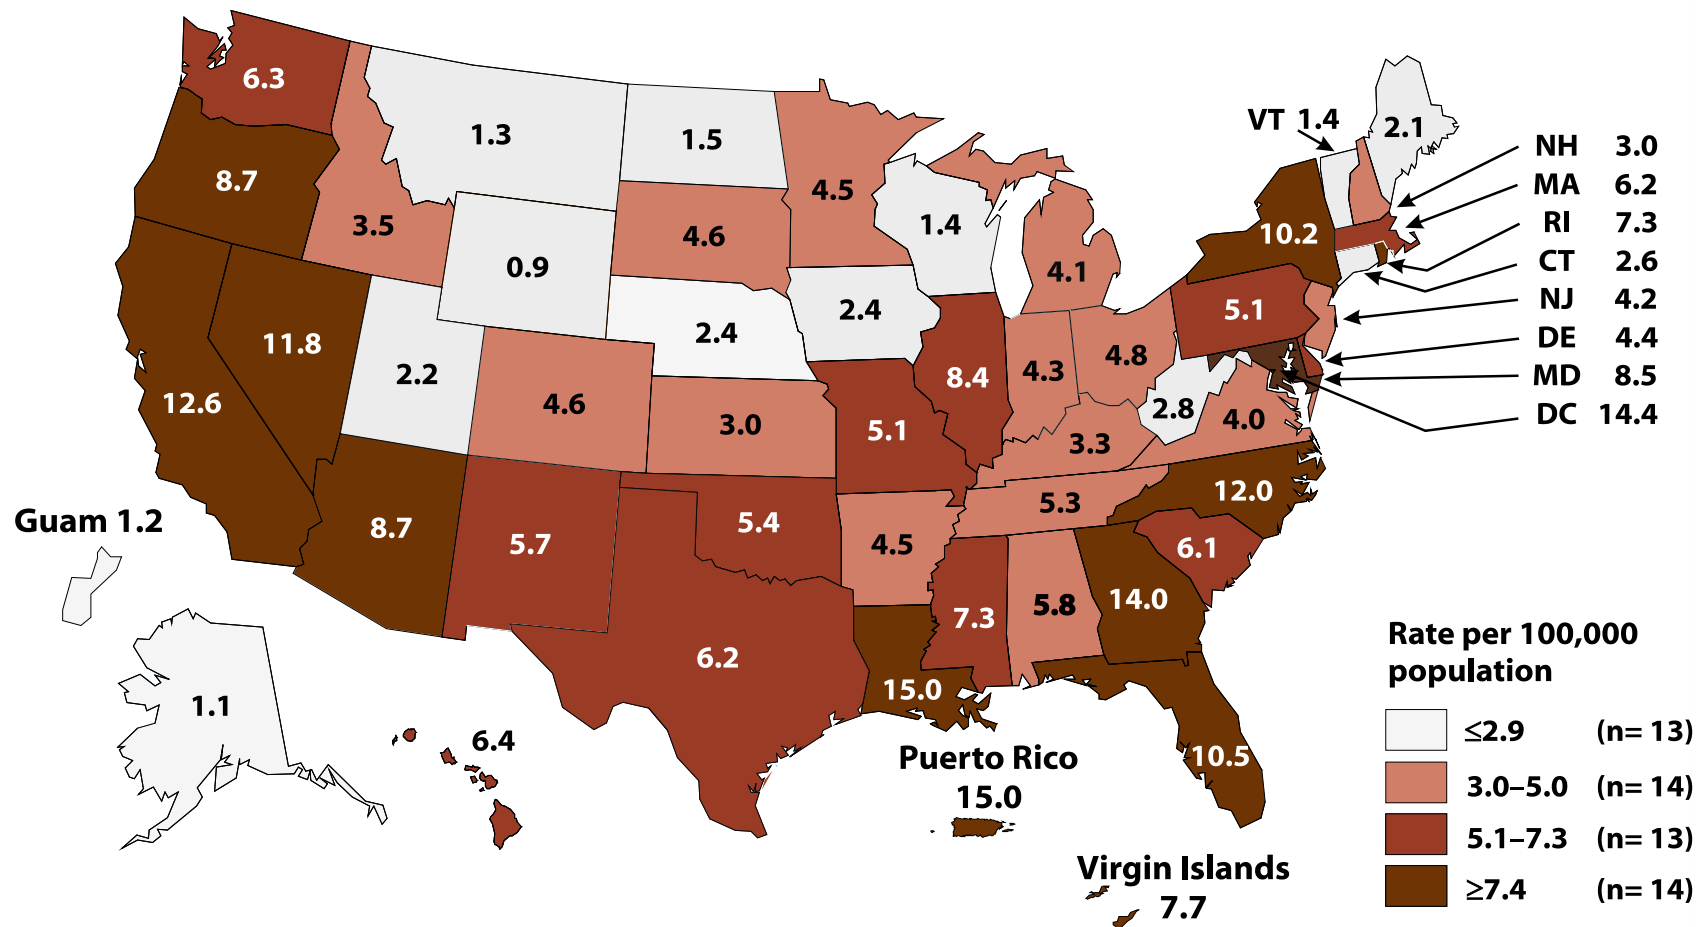 6.3
1.3
1.5
VT 1.4
2.1
NH 3.0
MA 6.2
RI 7.3
CT 2.6
NJ 4.2
DE 4.4
MD 8.5
DC 14.4
8.7
3.5
0.9
4.6
4.5
1.4
4.1
10.2
12.6
11.8
2.2
4.6
2.4
3.0
2.4
5.1
8.4
4.3
4.8
5.1
2.8
4.0
3.3
5.3
12.0
8.7
5.7
5.4
4.5
6.1
6.2
15.0
7.3
5.8
14.0
10.5
Guam 1.2
1.1
6.4
Puerto Rico
15.0
Virgin Islands
7.7
Rate per 100,000
population
≤2.9 (n= 13)
3.0–5.0 (n= 14)
5.1–7.3 (n= 13)
≥7.4 (n= 14)